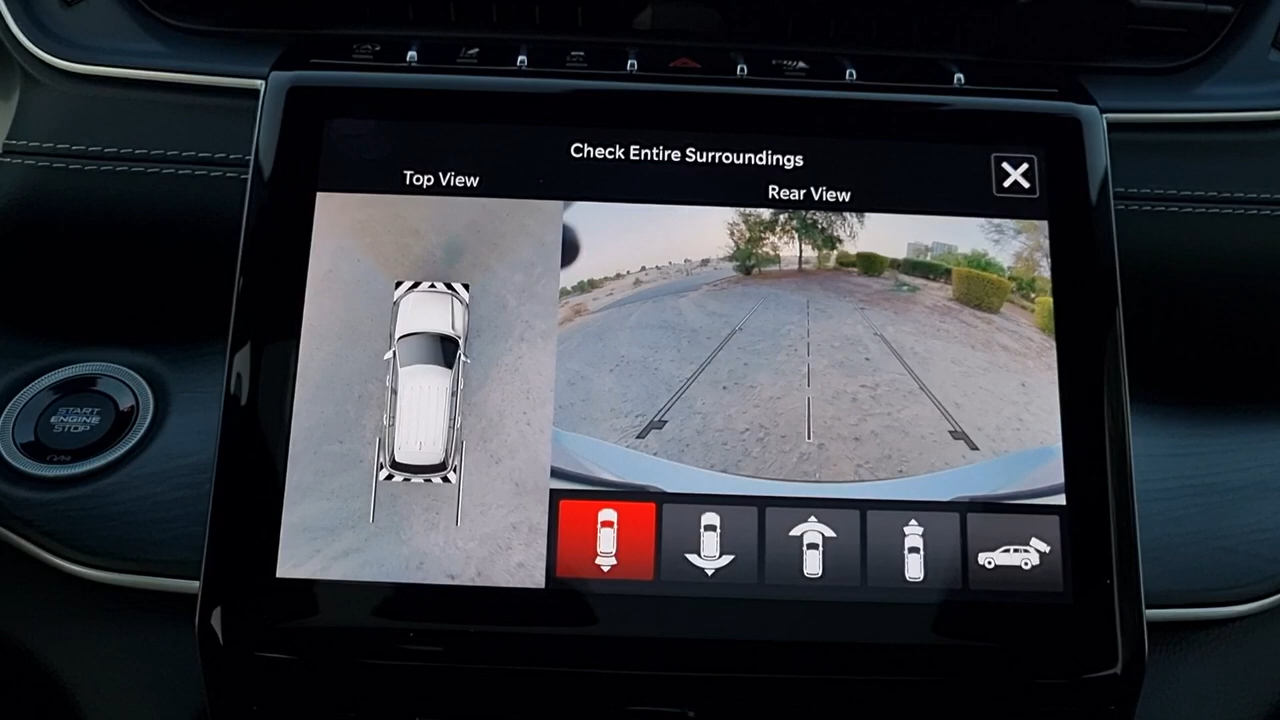 Check Entire Surroundings
Top View
Rear View
START
ENGINE
STOP